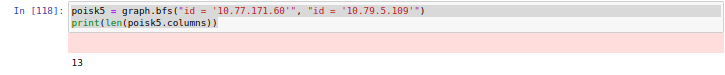 In [118]: poisk5 = graph.bfs("id = '10.77.171.60'", "id = '10.79.5.109'")
print(len(poisk5.columns))
13